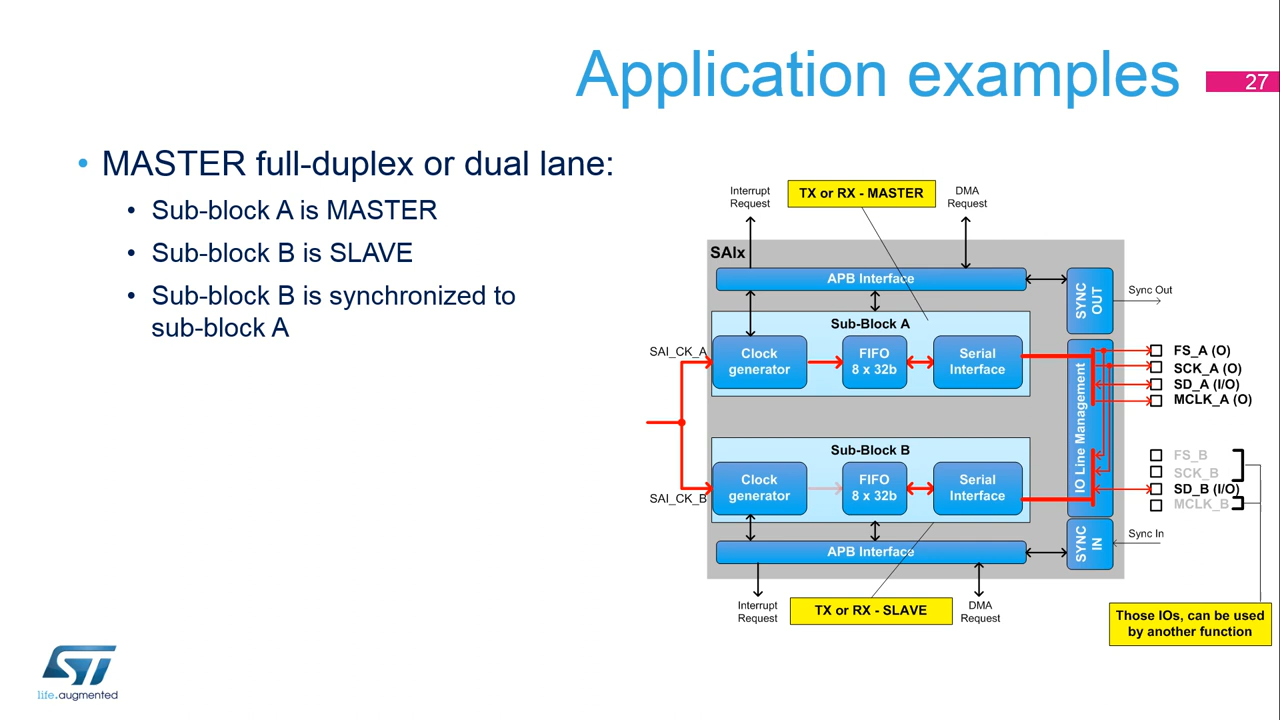 Application examples
27
• MASTER full-duplex or dual lane:
• Sub-block A is MASTER
• Sub-block B is SLAVE
• Sub-block B is synchronized to
sub-block A
Interrupt
Request
TX or RX - MASTER
DMA
Request
SAIx
APB Interface
SYNC
OUT
Sync Out
Sub-Block A
SAI_CK_A
Clock
generator
FIFO
8 x 32b
Serial
Interface
IO Line Management
FS_A (O)
SCK_A (O)
SD_A (I/O)
MCLK_A (O)
Sub-Block B
SAI_CK_B
Clock
generator
FIFO
8 x 32b
Serial
Interface
FS_B
SCK_B
SD_B (I/O)
MCLK_B
APB Interface
SYNC
IN
Sync In
Interrupt
Request
TX or RX - SLAVE
DMA
Request
Those IOs, can be used
by another function
ST
life.augmented